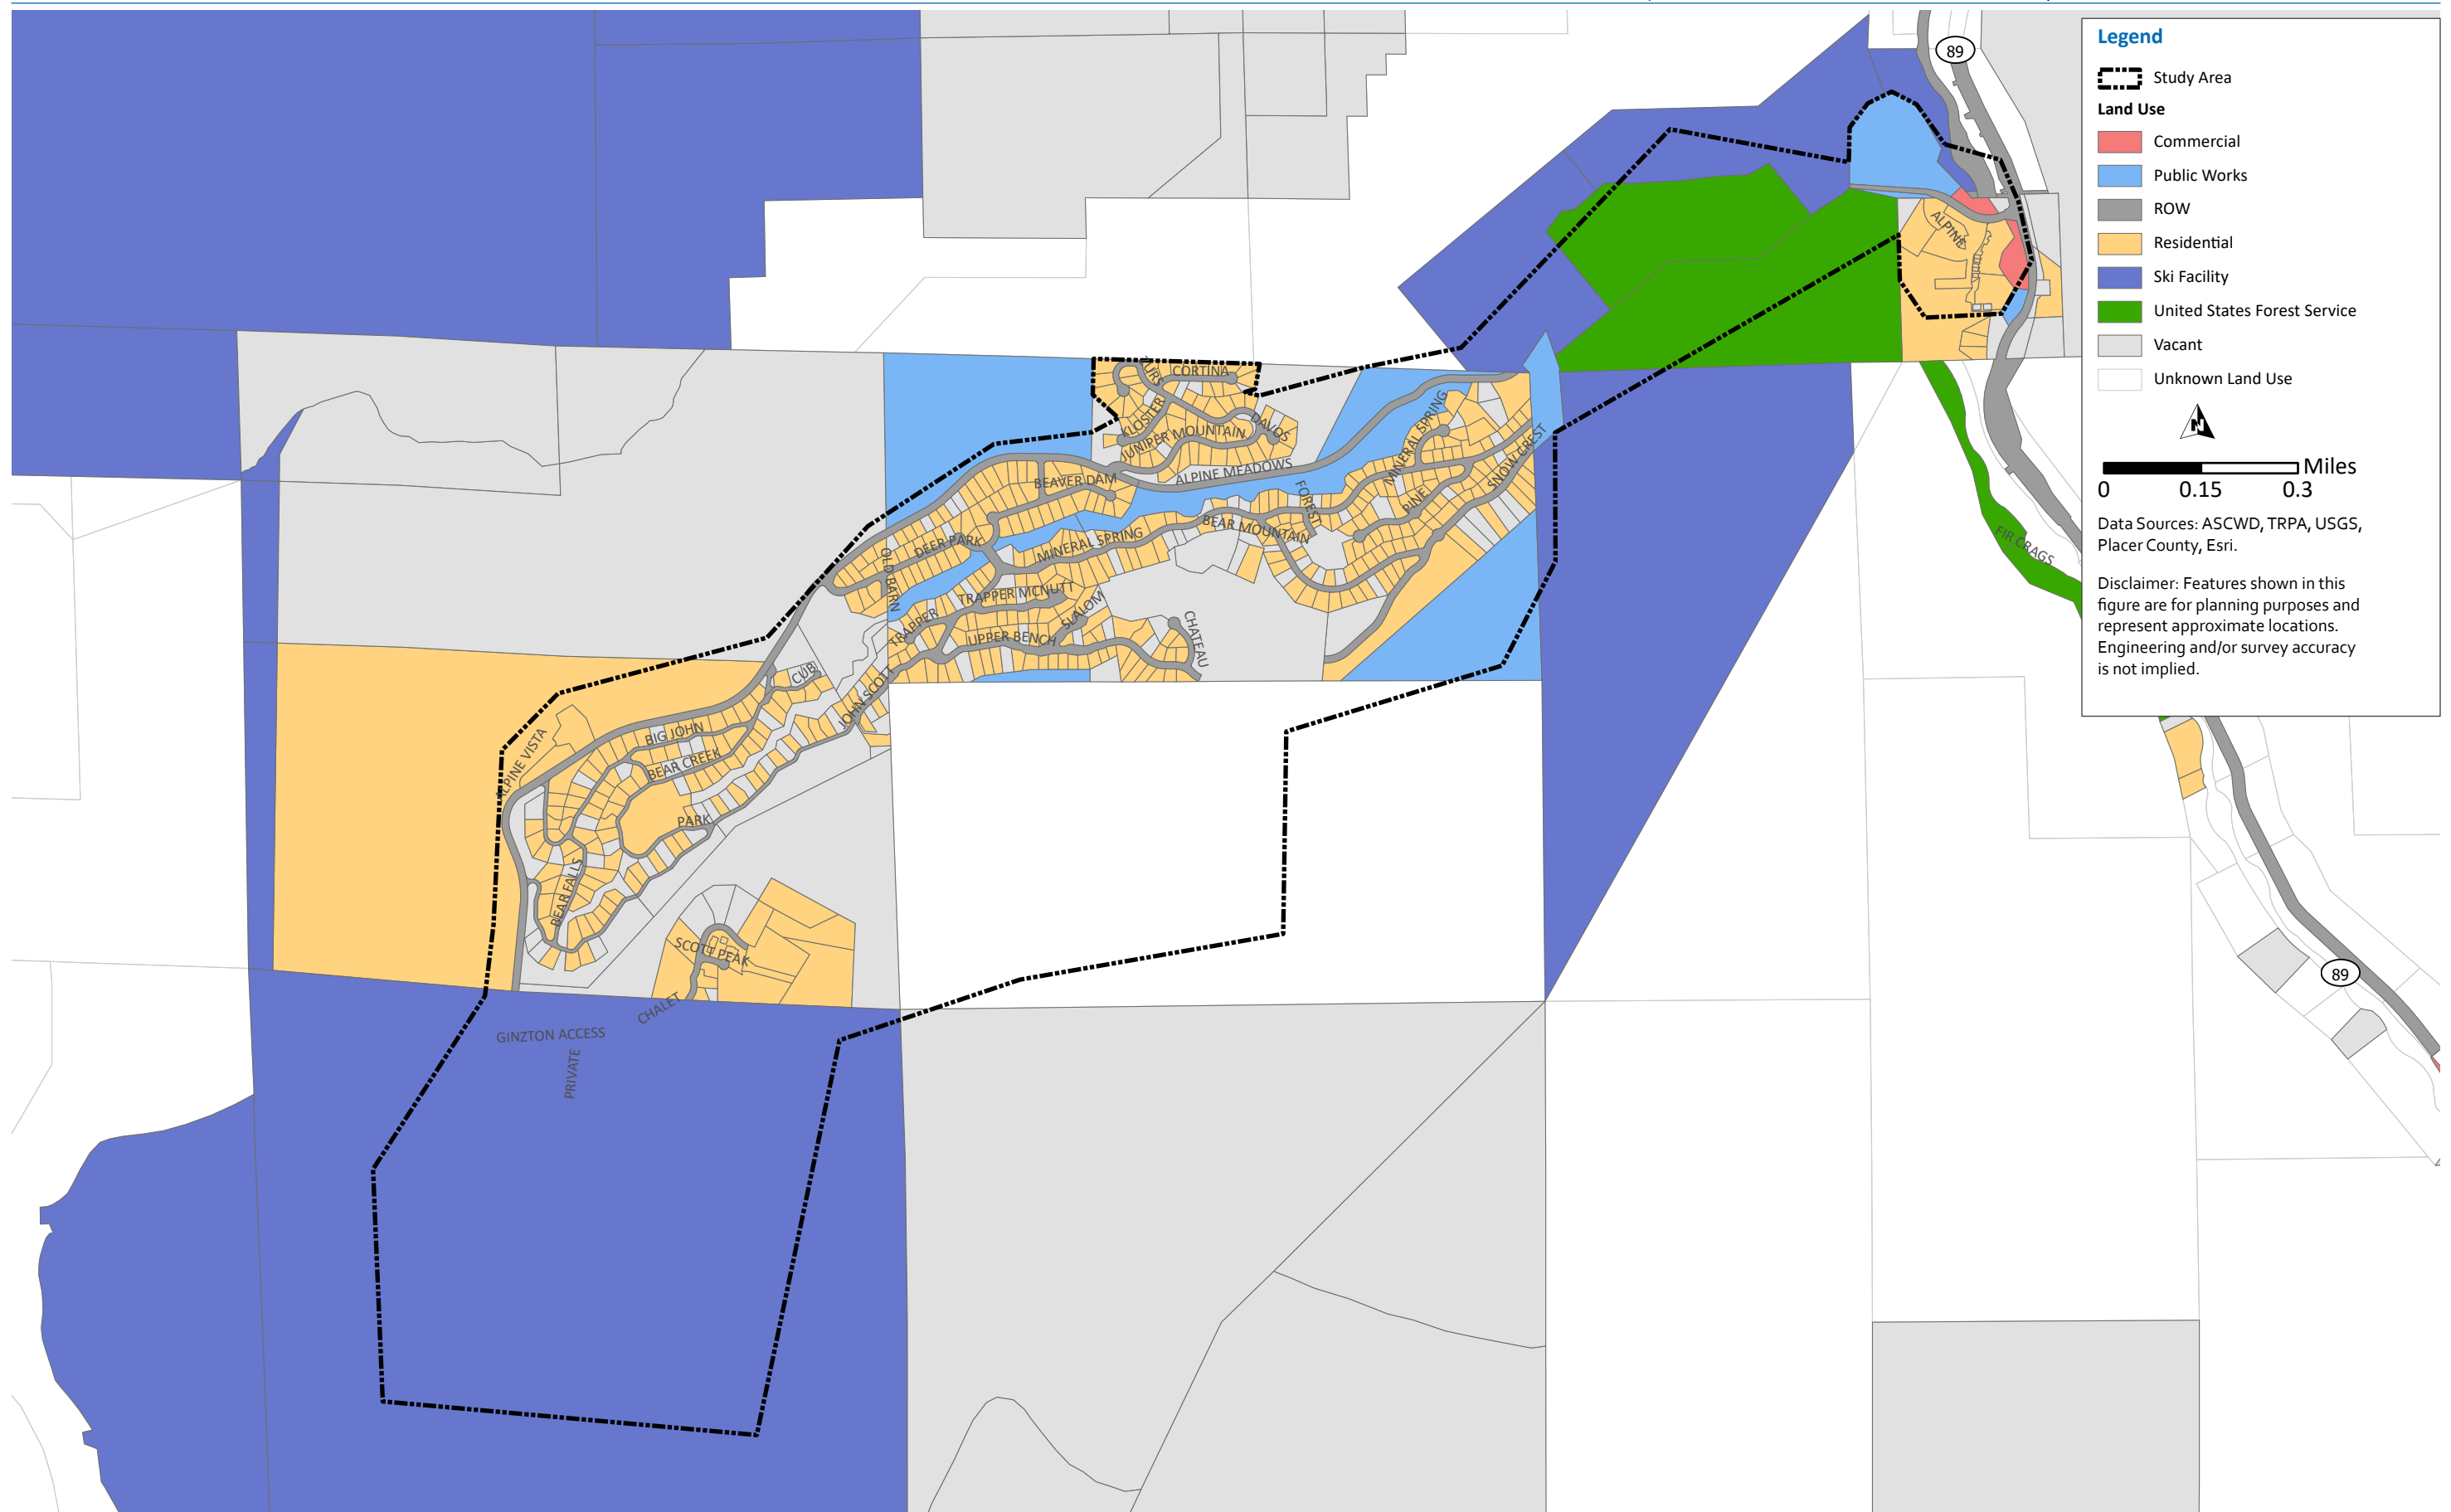 89
Legend
Study Area
Land Use
Commercial
Public Works
ROW
Residential
Ski Facility
United States Forest Service
Vacant
Unknown Land Use
N
Miles
0 0.15 0.3
Data Sources: ASCWD, TRPA, USGS,
Placer County, Esri.
Disclaimer: Features shown in this
figure are for planning purposes and
represent approximate locations.
Engineering and/or survey accuracy
is not implied.
ALPINE
ZURS
CORTINA
KLOSTER
DAVOS
JUNIPER MOUNTAIN
ALPINE MEADOWS
MINERAL SPRING
SNOW CREST
BEAVER DAM
FOREST
PINE
BEAR MOUNTAIN
DEER PARK
MINERAL SPRING
OLD BARN
TRAPPER MCNUTT
TRAPPER
SLALOM
UPPER BENCH
CHATEAU
FIR CRAGS
CUB
JOHN SCOTT
BIG JOHN
ALPINE VISTA
BEAR CREEK
PARK
BEAR FALLS
SCOTT PEAK
CHALET
GINZTON ACCESS
PRIVATE
89